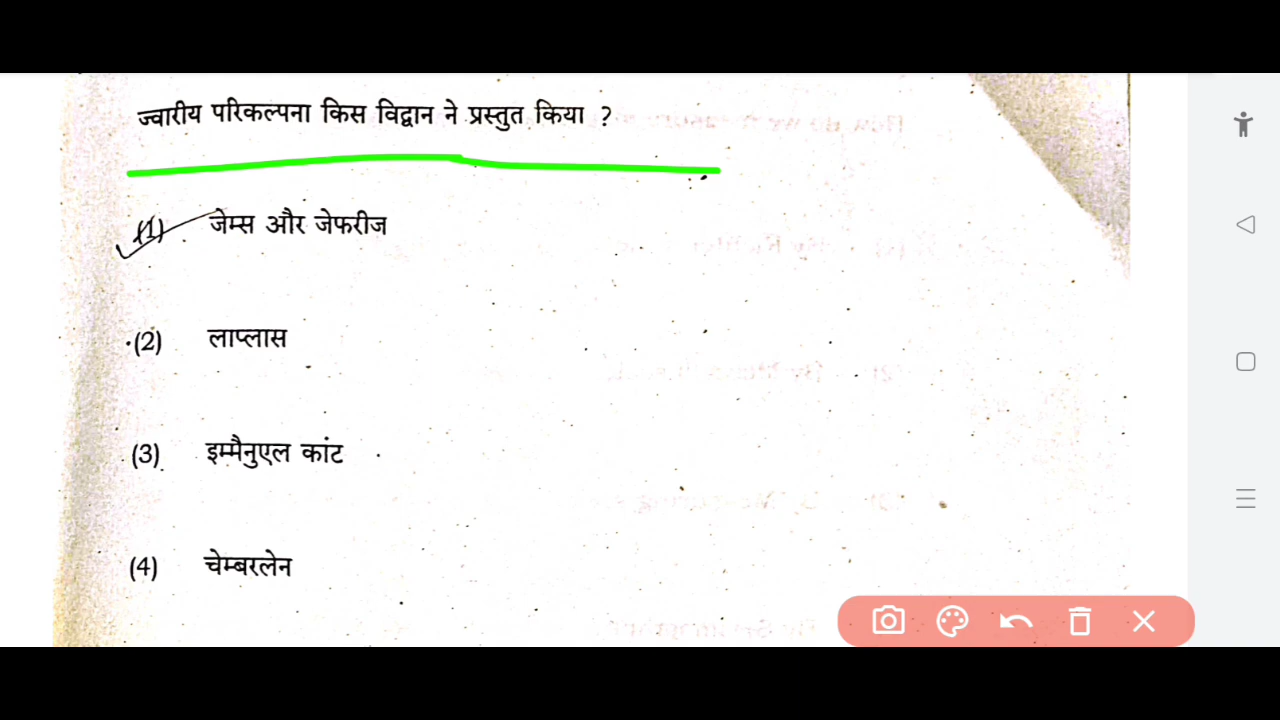 ज्वारीय परिकल्पना किस विद्वान ने प्रस्तुत किया ?
(1) जेम्स और जेफरीज
(2) लाप्लास
(3) इम्मैनुएल कांट
(4) चेम्बरलेन